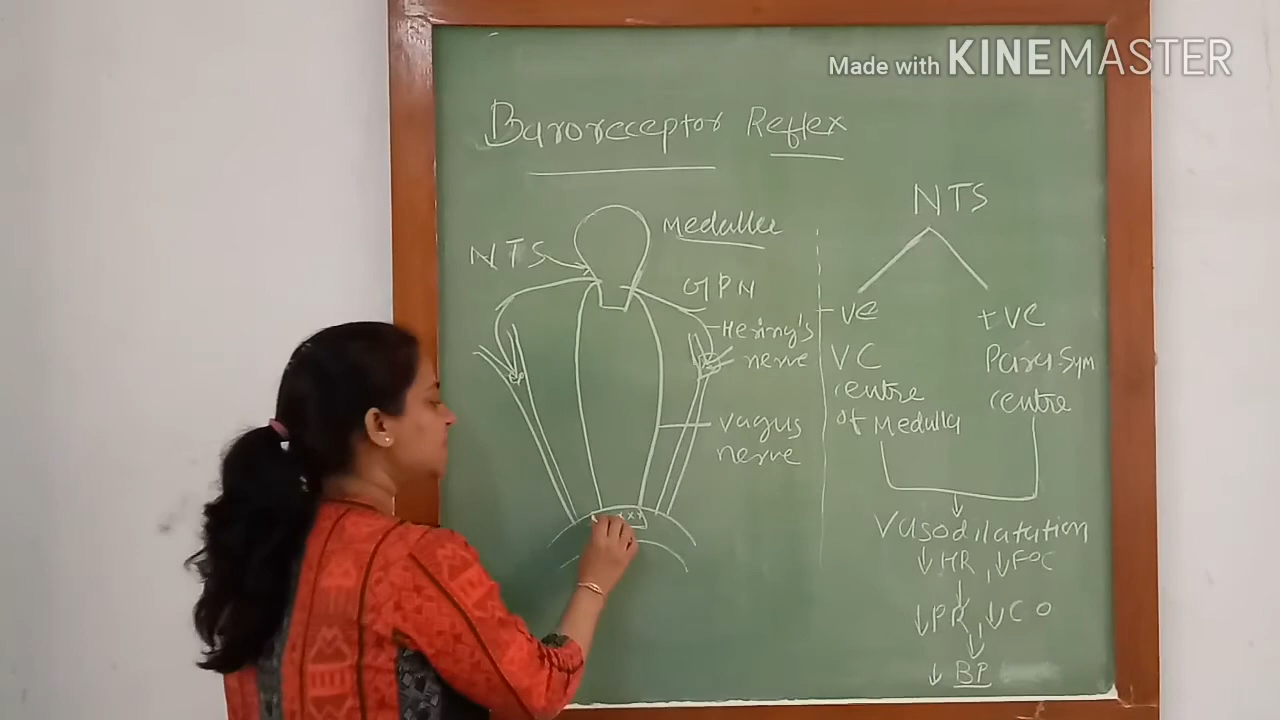 Made with KINEMASTER
Baroreceptor Reflex
Medulla
NTS
GPN
Hering's
nerve
Vagus
nerve
xxx
NTS
-ve
+ve
VC
centre
of Medulla
Para.Sym
centre
Vasodilatation
↓HR, ↓FOC
↓PR, ↓CO
↓ BP